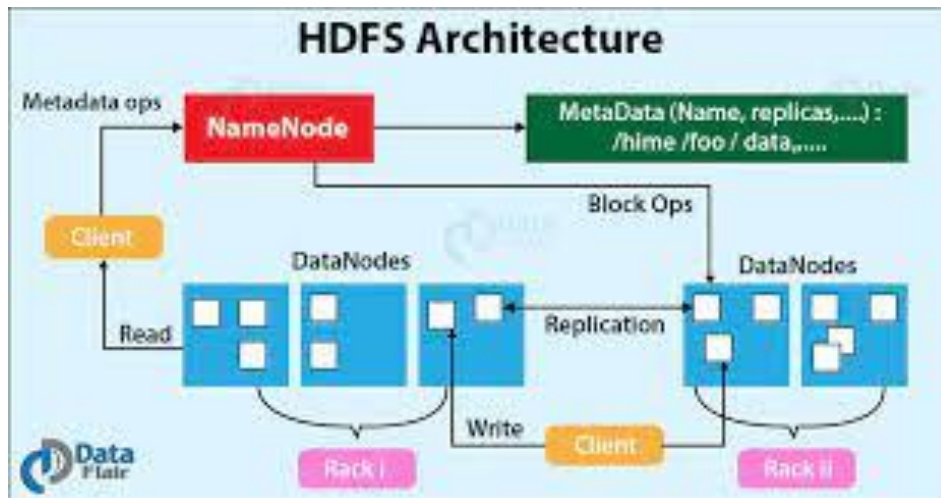 HDFS Architecture
Metadata ops
NameNode
MetaData (Name, replicas,....) :
/hime /foo / data,,....
Block Ops
Client
DataNodes
DataNodes
Read
Replication
Write
Client
Rack i
Rack ii
Data
Flair